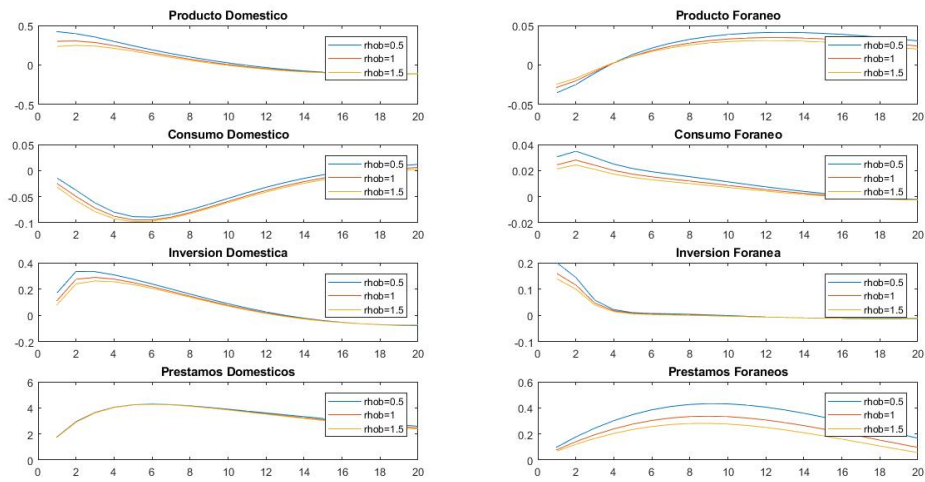 Producto Domestico
0.5
0
-0.5
rhob=0.5
rhob=1
rhob=1.5
0 2 4 6 8 10 12 14 16 18 20
Producto Foraneo
0.05
0
-0.05
rhob=0.5
rhob=1
rhob=1.5
0 2 4 6 8 10 12 14 16 18 20
Consumo Domestico
0.05
0
-0.05
-0.1
rhob=0.5
rhob=1
rhob=1.5
0 2 4 6 8 10 12 14 16 18 20
Consumo Foraneo
0.04
0.02
0
-0.02
rhob=0.5
rhob=1
rhob=1.5
0 2 4 6 8 10 12 14 16 18 20
Inversion Domestica
0.4
0.2
0
-0.2
rhob=0.5
rhob=1
rhob=1.5
0 2 4 6 8 10 12 14 16 18 20
Inversion Foranea
0.2
0.1
0
-0.1
rhob=0.5
rhob=1
rhob=1.5
0 2 4 6 8 10 12 14 16 18 20
Prestamos Domesticos
6
4
2
0
rhob=0.5
rhob=1
rhob=1.5
0 2 4 6 8 10 12 14 16 18 20
Prestamos Foraneos
0.6
0.4
0.2
0
rhob=0.5
rhob=1
rhob=1.5
0 2 4 6 8 10 12 14 16 18 20